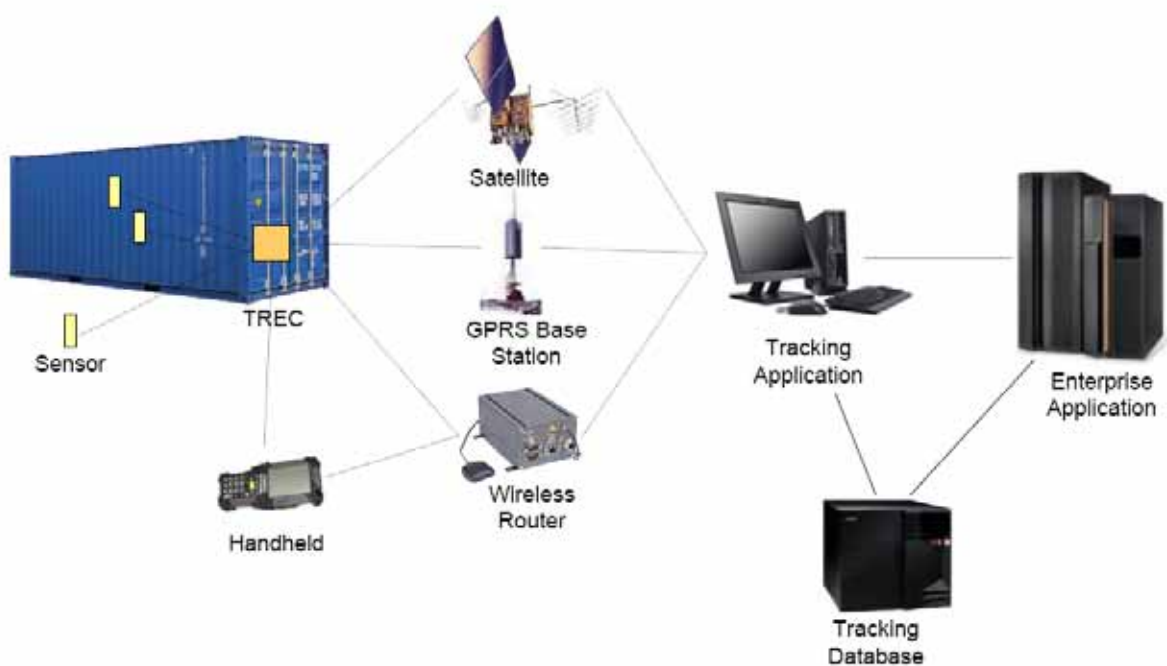 Satellite
TREC
GPRS Base
Station
Sensor
Tracking
Application
Enterprise
Application
Wireless
Router
Handheld
Tracking
Database